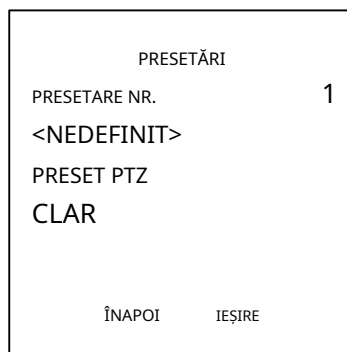 PRESETĂRI
PRESETARE NR. 1
<NEDEFINIT>
PRESET PTZ
CLAR
ÎNAPOI IEȘIRE